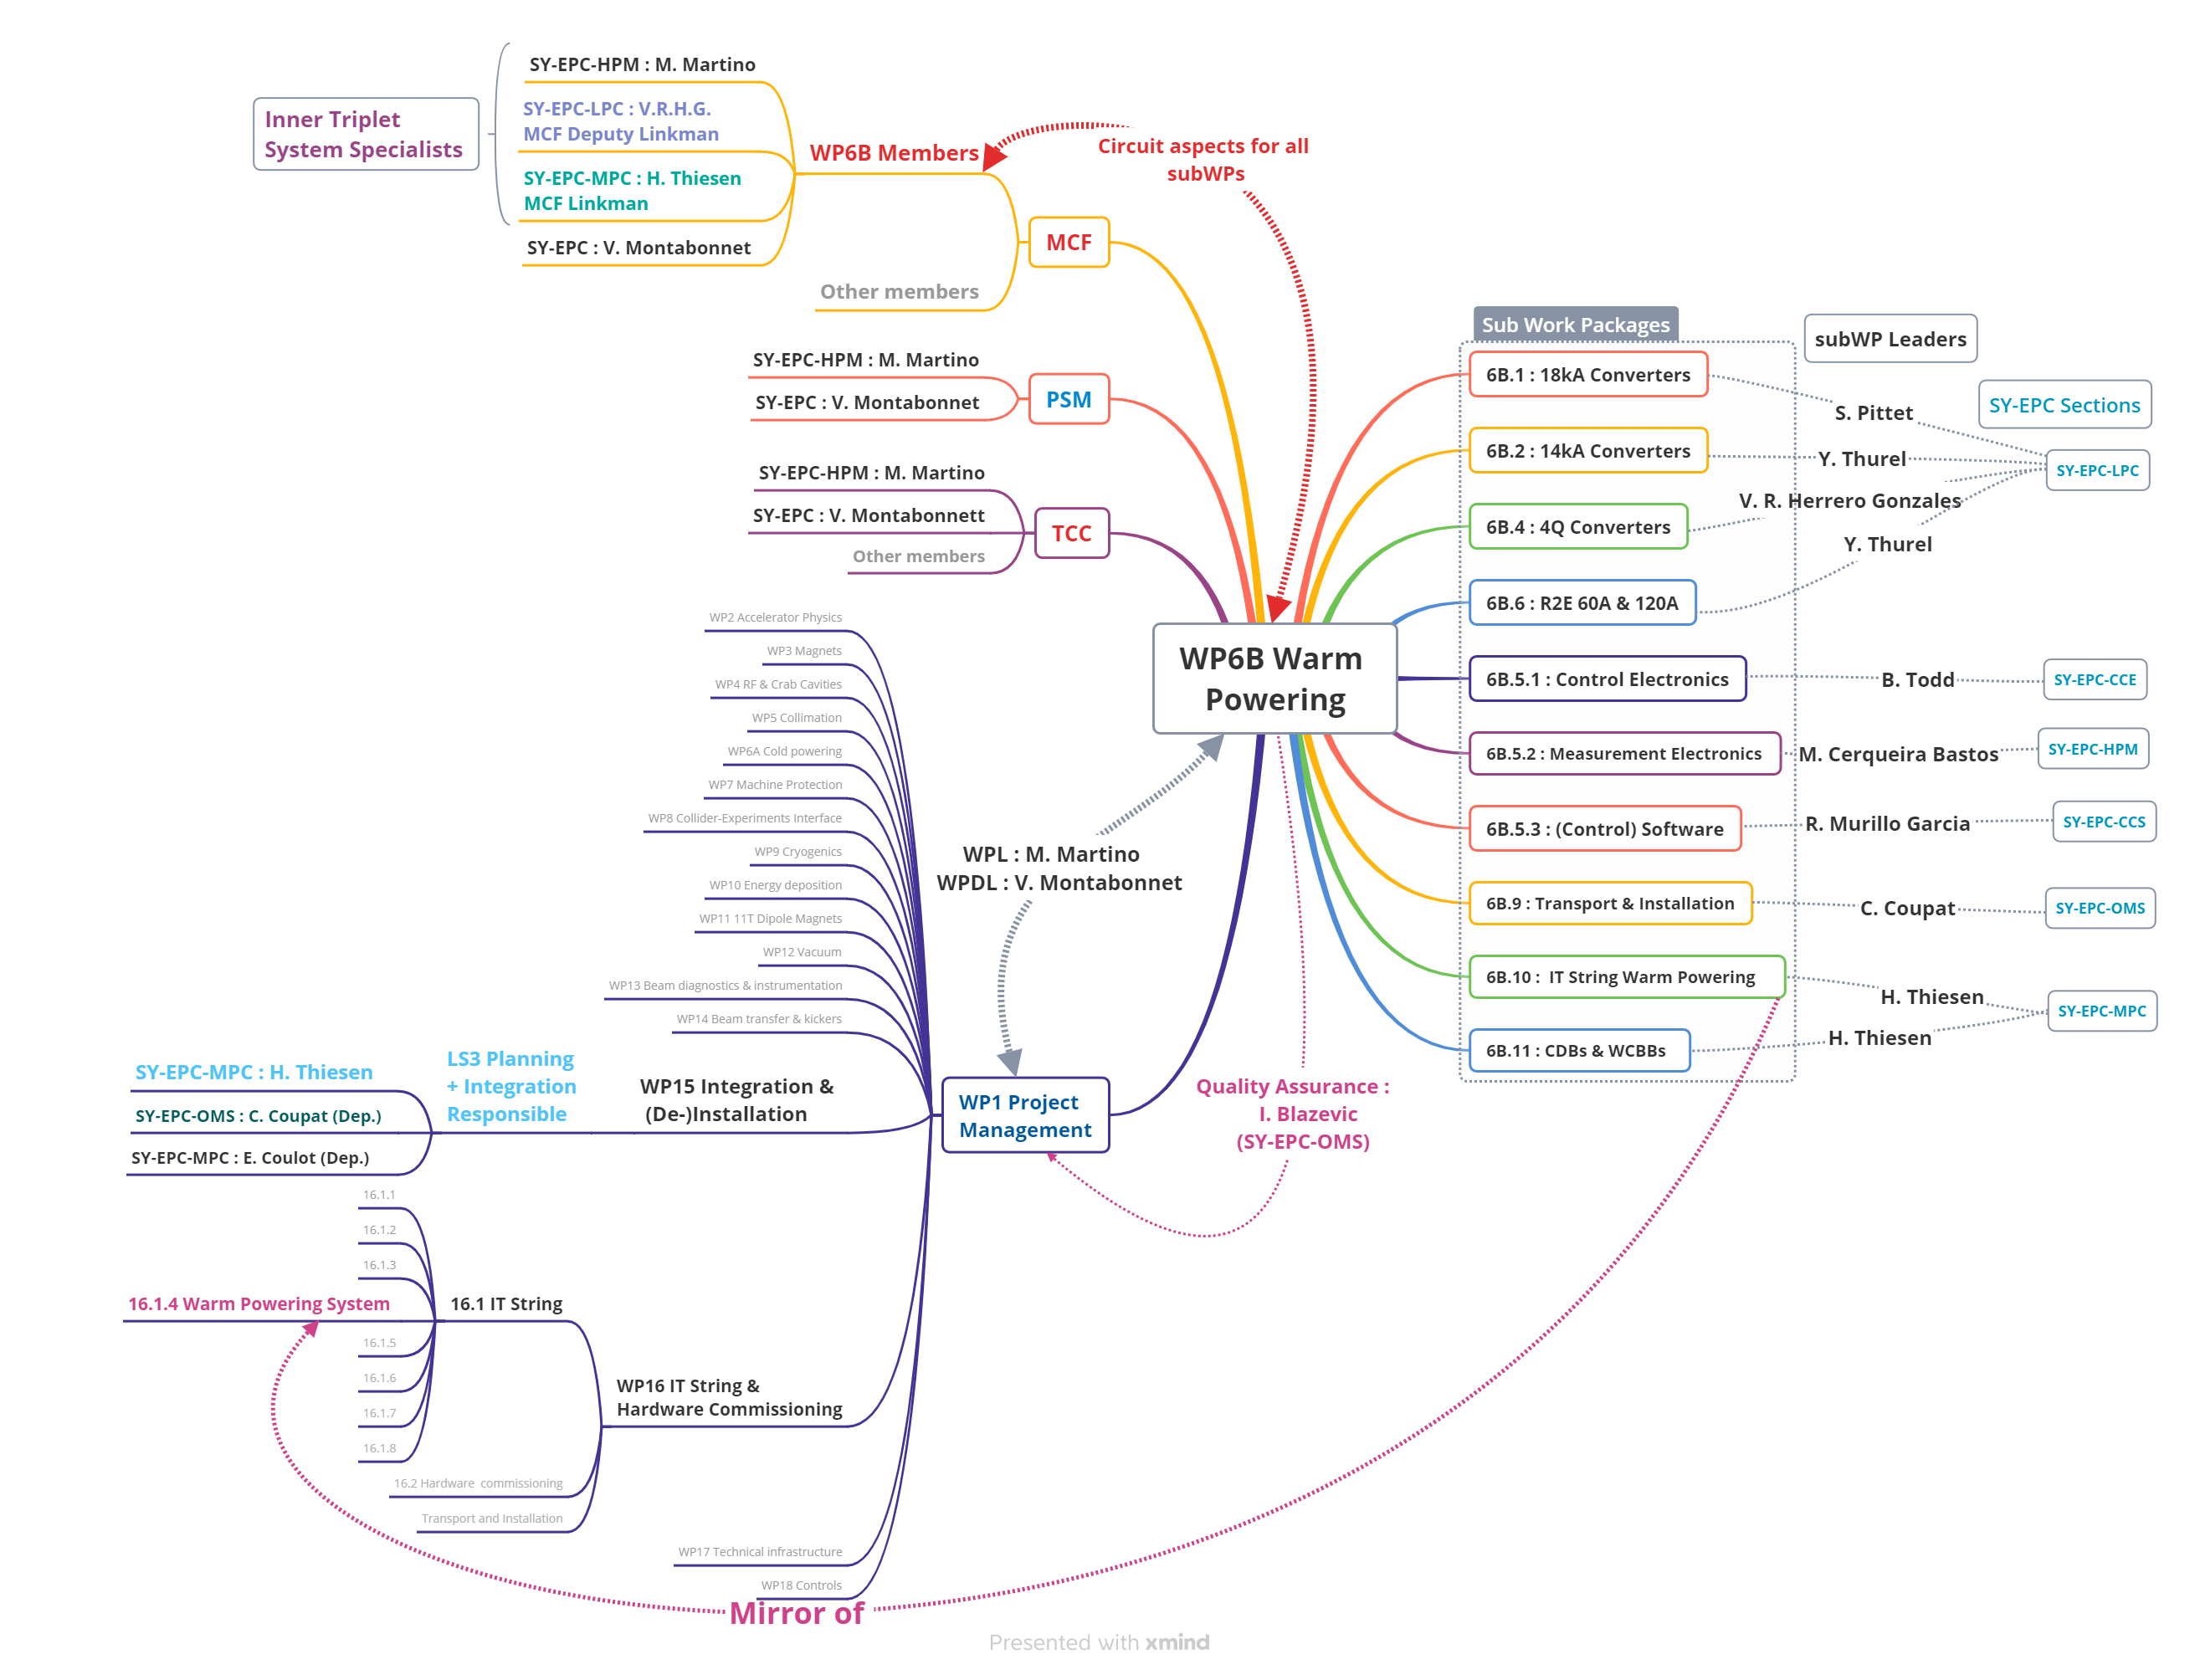 SY-EPC-HPM : M. Martino
SY-EPC-LPC : V.R.H.G.
MCF Deputy Linkman
SY-EPC-MPC : H. Thiesen
MCF Linkman
SY-EPC : V. Montabonnet
Inner Triplet
System Specialists
WP6B Members
Other members
MCF
Circuit aspects for all
subWPs
SY-EPC-HPM : M. Martino
SY-EPC : V. Montabonnet
PSM
SY-EPC-HPM : M. Martino
SY-EPC : V. Montabonnett
Other members
TCC
WP6B Warm
Powering
Sub Work Packages
subWP Leaders
SY-EPC Sections
6B.1 : 18kA Converters
S. Pittet
6B.2 : 14kA Converters
Y. Thurel
SY-EPC-LPC
6B.4 : 4Q Converters
V. R. Herrero Gonzales
6B.6 : R2E 60A & 120A
Y. Thurel
6B.5.1 : Control Electronics
B. Todd
SY-EPC-CCE
6B.5.2 : Measurement Electronics
M. Cerqueira Bastos
SY-EPC-HPM
6B.5.3 : (Control) Software
R. Murillo Garcia
SY-EPC-CCS
6B.9 : Transport & Installation
C. Coupat
SY-EPC-OMS
6B.10 :  IT String Warm Powering
H. Thiesen
SY-EPC-MPC
6B.11 : CDBs & WCBBs
H. Thiesen
WPL : M. Martino
WPDL : V. Montabonnet
Quality Assurance :
I. Blazevic
(SY-EPC-OMS)
WP1 Project
Management
WP2 Accelerator Physics
WP3 Magnets
WP4 RF & Crab Cavities
WP5 Collimation
WP6A Cold powering
WP7 Machine Protection
WP8 Collider-Experiments Interface
WP9 Cryogenics
WP10 Energy deposition
WP11 11T Dipole Magnets
WP12 Vacuum
WP13 Beam diagnostics & instrumentation
WP14 Beam transfer & kickers
WP15 Integration &
(De-)Installation
LS3 Planning
+ Integration
Responsible
SY-EPC-MPC : H. Thiesen
SY-EPC-OMS : C. Coupat (Dep.)
SY-EPC-MPC : E. Coulot (Dep.)
WP16 IT String &
Hardware Commissioning
16.1 IT String
16.1.1
16.1.2
16.1.3
16.1.4 Warm Powering System
16.1.5
16.1.6
16.1.7
16.1.8
16.2 Hardware  commissioning
Transport and Installation
WP17 Technical infrastructure
WP18 Controls
Mirror of
Presented with xmind